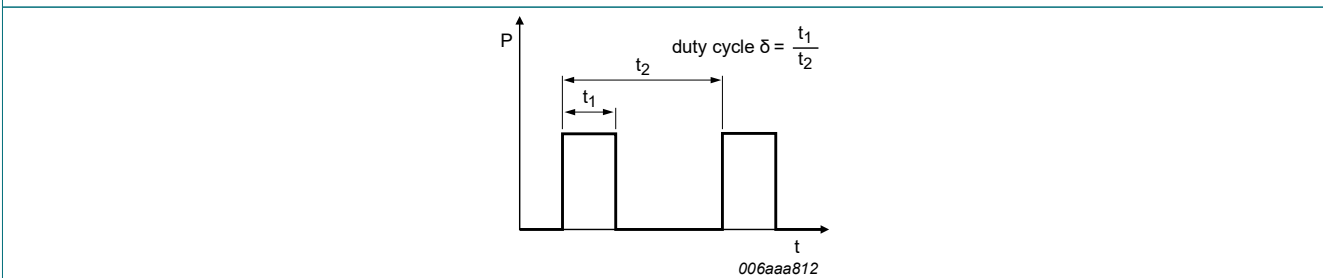 P
duty cycle δ = t1
t2
t2
t1
t
006aaa812